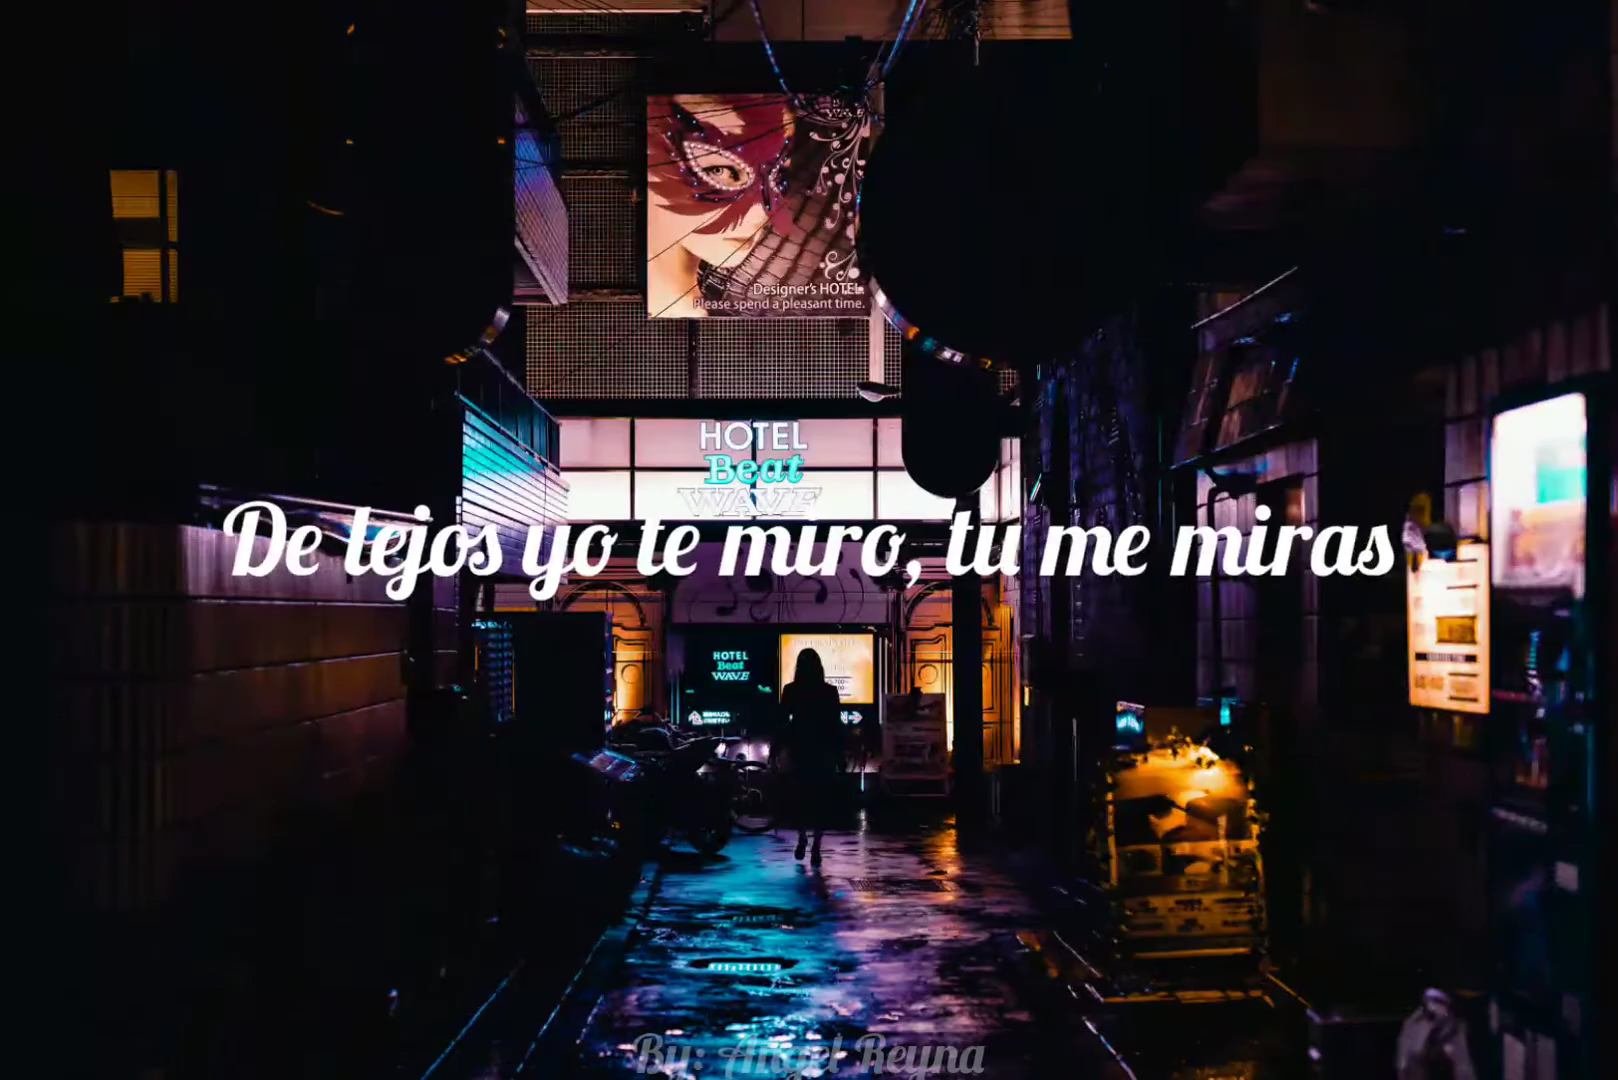 Designer's HOTEL.
Please spend a pleasant time.
HOTEL
Beat
WAVE
De lejos yo te miro, tu me miras
HOTEL
Beat
WAVE
By: Angel Reyna